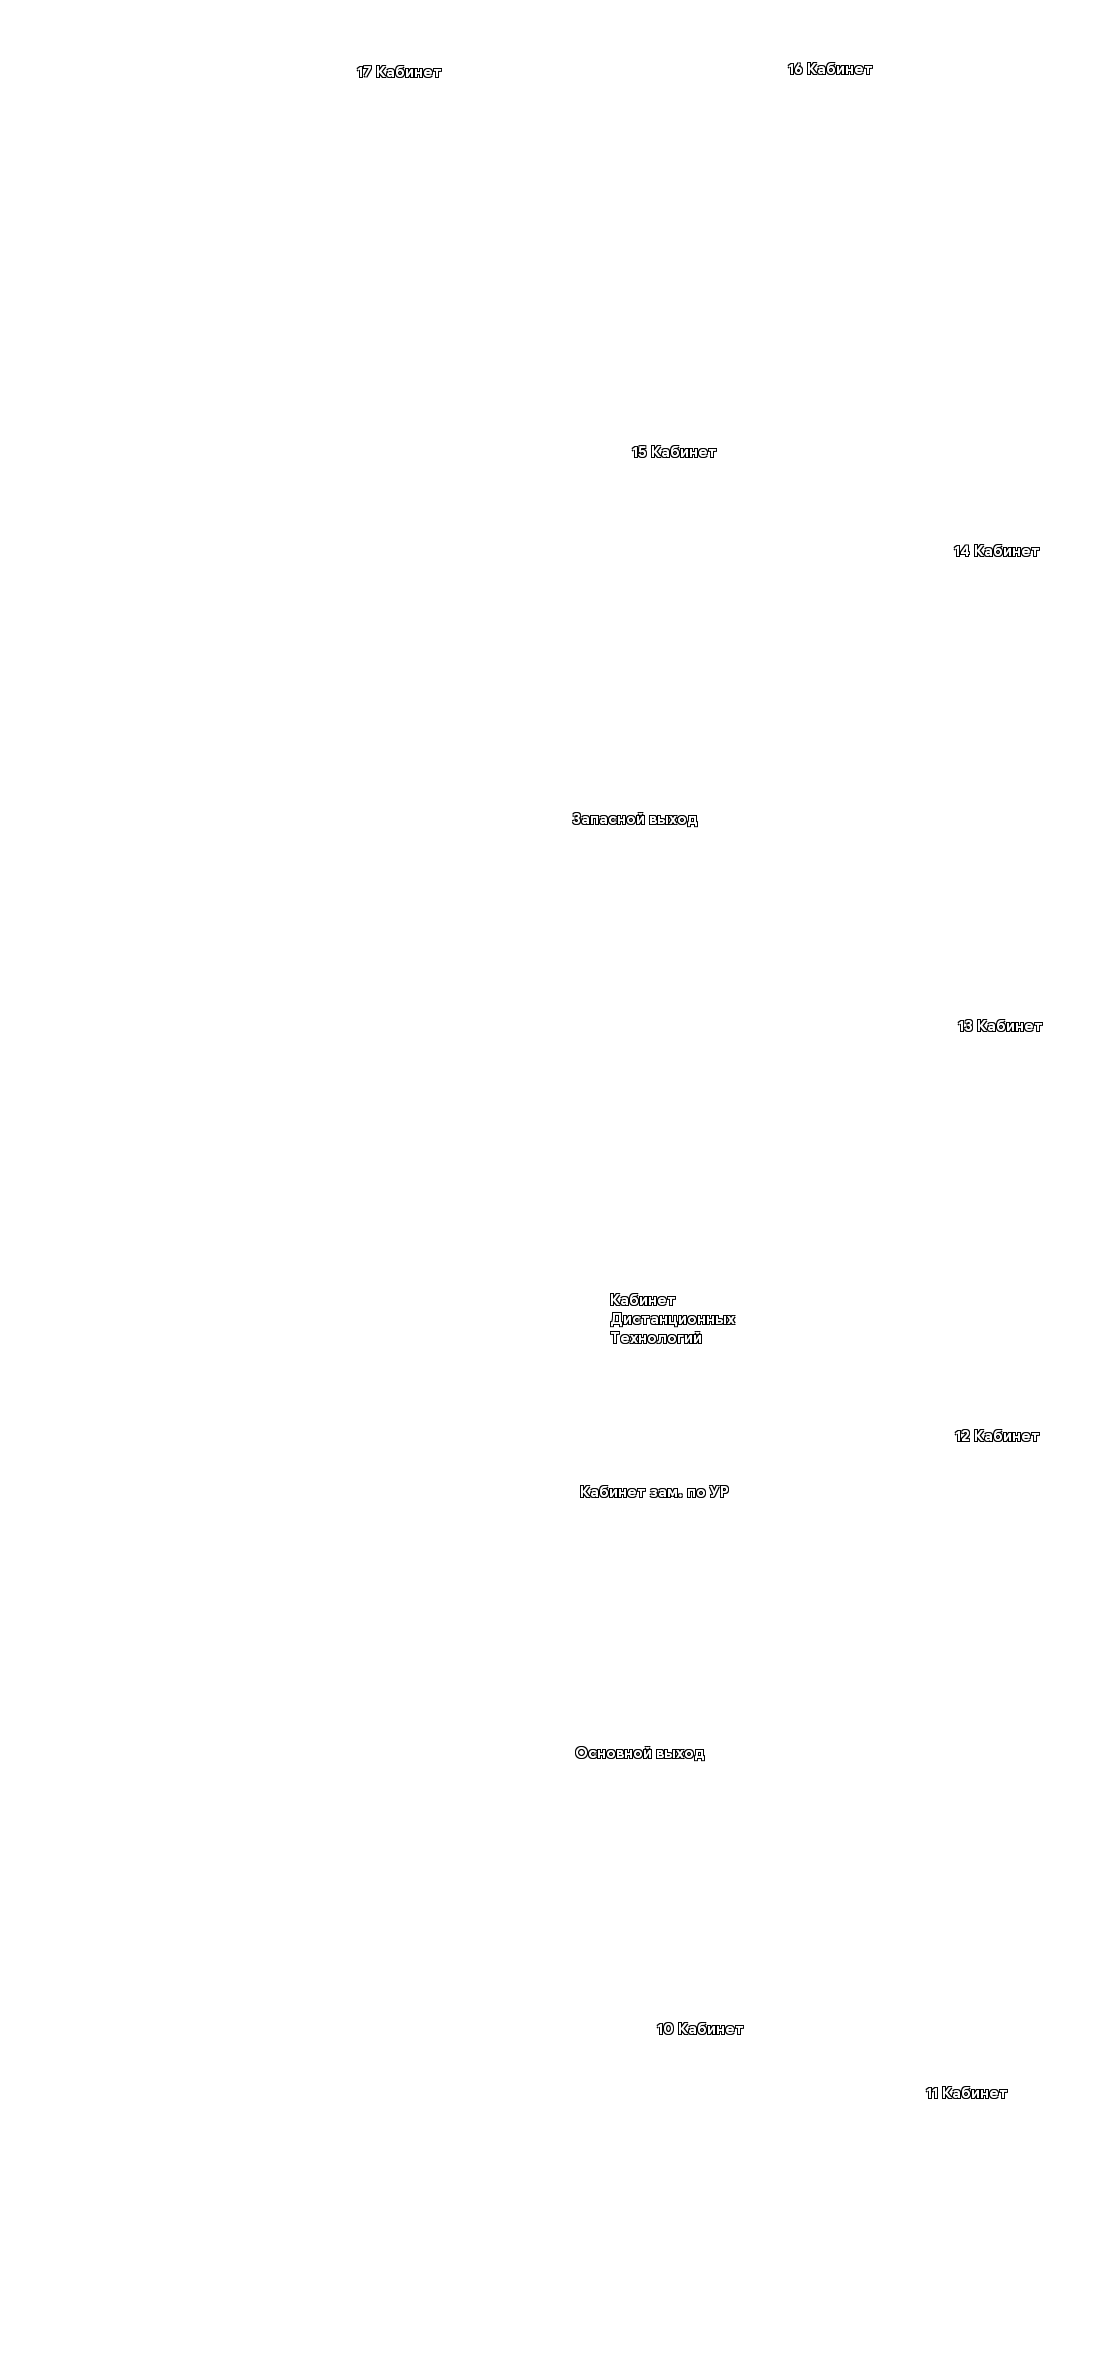 17 Кабинет
16 Кабинет
15 Кабинет
14 Кабинет
Запасной выход
13 Кабинет
Кабинет
Дистанционных
Технологий
12 Кабинет
Кабинет зам. по УР
Основной выход
10 Кабинет
11 Кабинет